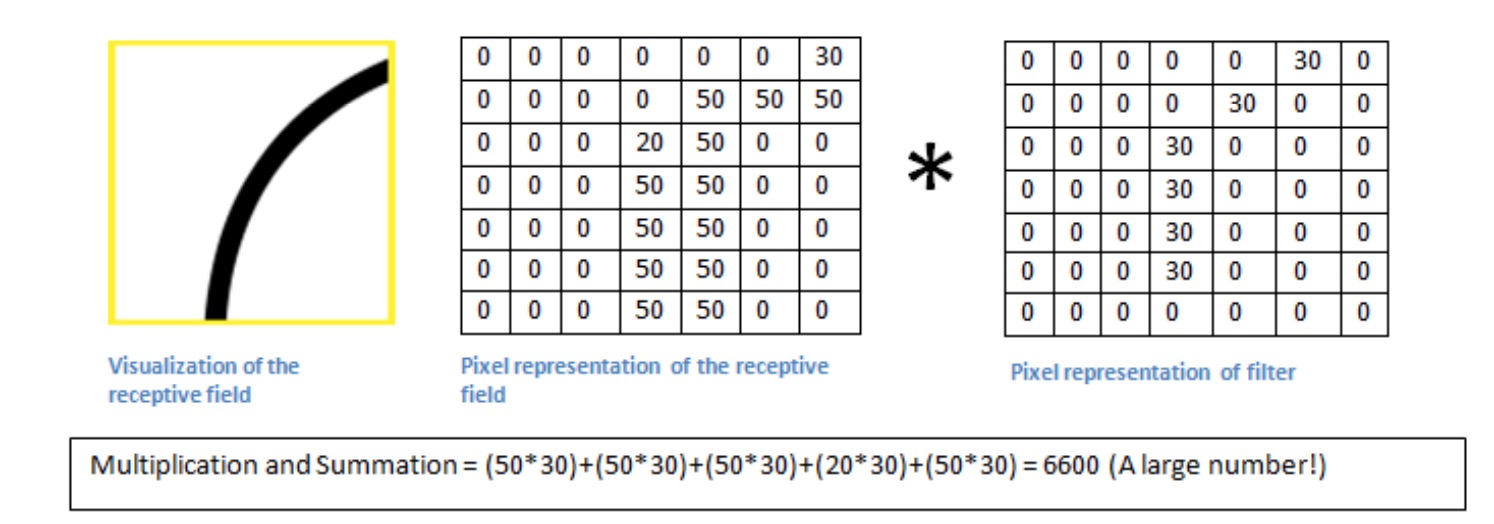 0 0 0 0 0 0 30
0 0 0 0 50 50 50
0 0 0 20 50 0 0
0 0 0 50 50 0 0
0 0 0 50 50 0 0
0 0 0 50 50 0 0
0 0 0 50 50 0 0
*
0 0 0 0 0 30 0
0 0 0 0 30 0 0
0 0 0 30 0 0 0
0 0 0 30 0 0 0
0 0 0 30 0 0 0
0 0 0 30 0 0 0
0 0 0 0 0 0 0
Visualization of the
receptive field
Pixel representation of the receptive
field
Pixel representation of filter
Multiplication and Summation = (50*30)+(50*30)+(50*30)+(20*30)+(50*30) = 6600 (A large number!)